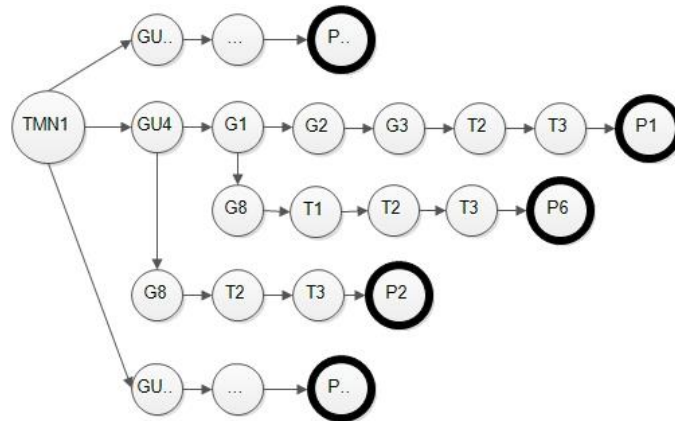 GU.. ... P..
TMN1 GU4 G1 G2 G3 T2 T3 P1
G8 T1 T2 T3 P6
G8 T2 T3 P2
GU.. ... P..